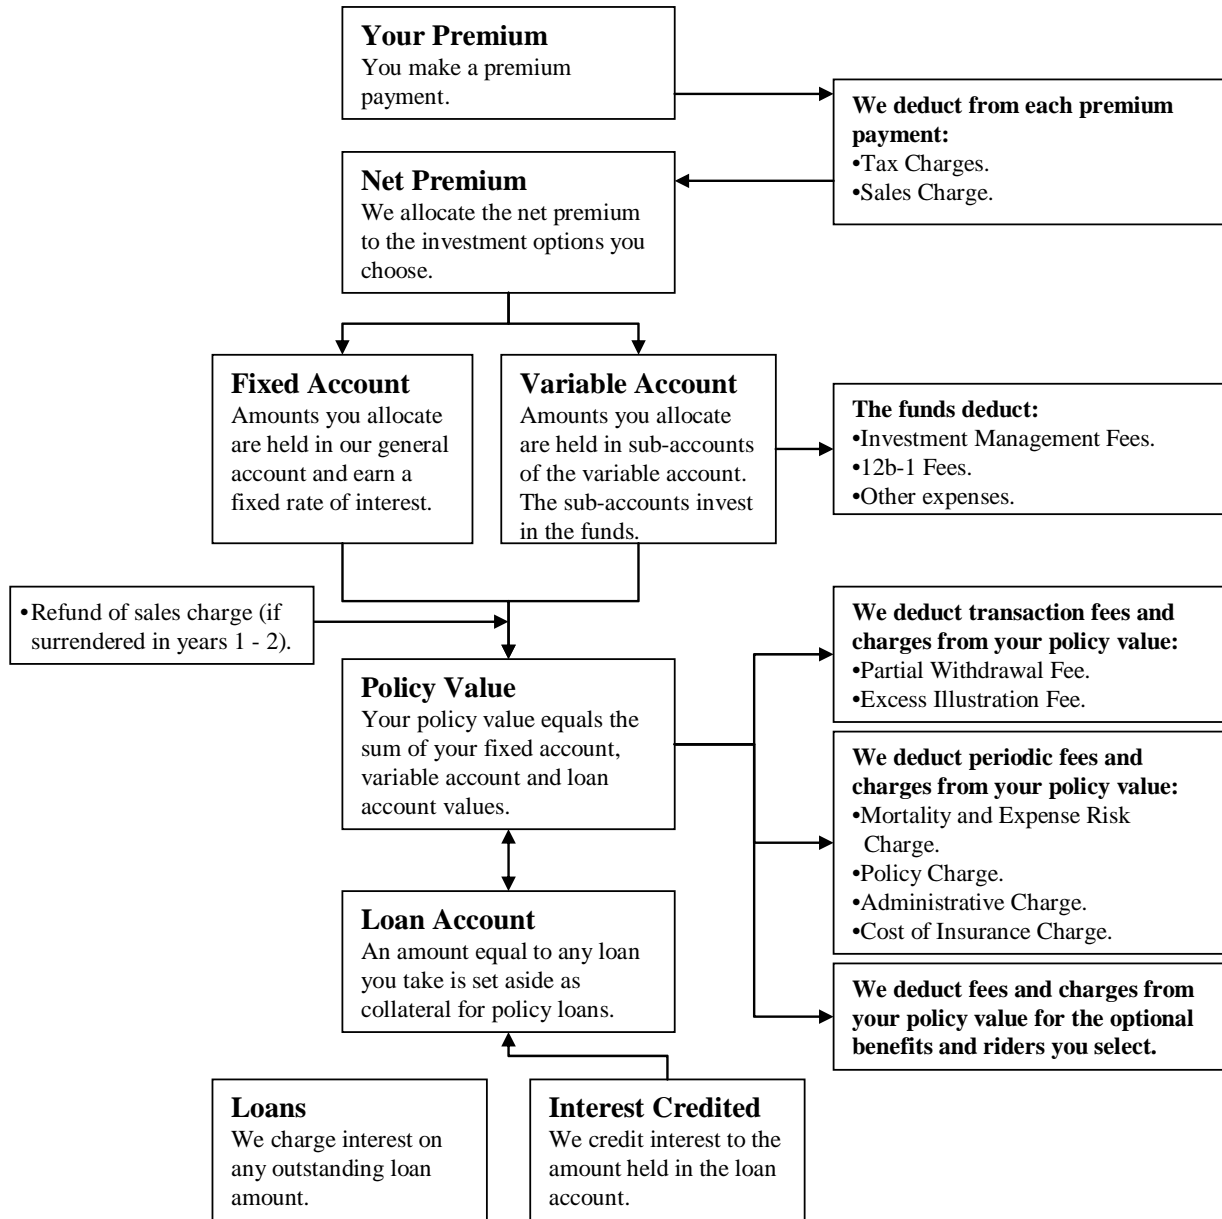 Your Premium
You make a premium
payment.
We deduct from each premium
payment:
•Tax Charges.
•Sales Charge.
Net Premium
We allocate the net premium
to the investment options you
choose.
Fixed Account
Amounts you allocate
are held in our general
account and earn a
fixed rate of interest.
Variable Account
Amounts you allocate
are held in sub-accounts
of the variable account.
The sub-accounts invest
in the funds.
The funds deduct:
•Investment Management Fees.
•12b-1 Fees.
•Other expenses.
•Refund of sales charge (if
surrendered in years 1 - 2).
Policy Value
Your policy value equals the
sum of your fixed account,
variable account and loan
account values.
We deduct transaction fees and
charges from your policy value:
•Partial Withdrawal Fee.
•Excess Illustration Fee.
We deduct periodic fees and
charges from your policy value:
•Mortality and Expense Risk
Charge.
•Policy Charge.
•Administrative Charge.
•Cost of Insurance Charge.
Loan Account
An amount equal to any loan
you take is set aside as
collateral for policy loans.
We deduct fees and charges from
your policy value for the optional
benefits and riders you select.
Loans
We charge interest on
any outstanding loan
amount.
Interest Credited
We credit interest to the
amount held in the loan
account.